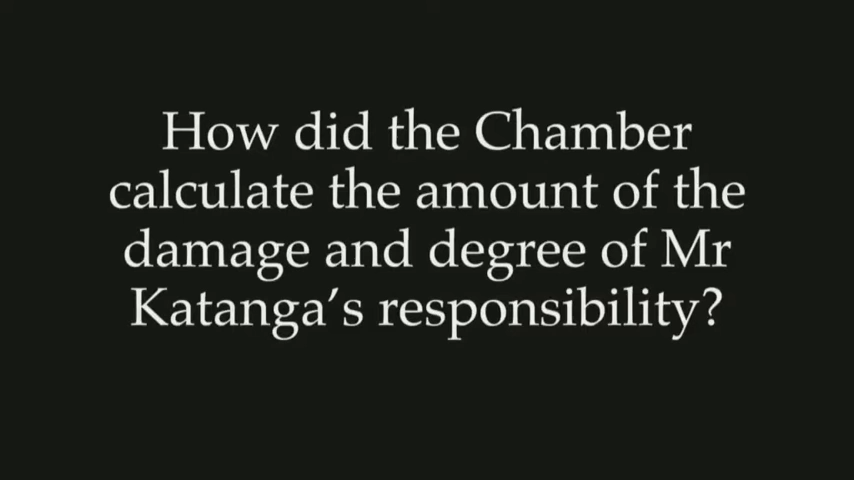 How did the Chamber
calculate the amount of the
damage and degree of Mr
Katanga’s responsibility?